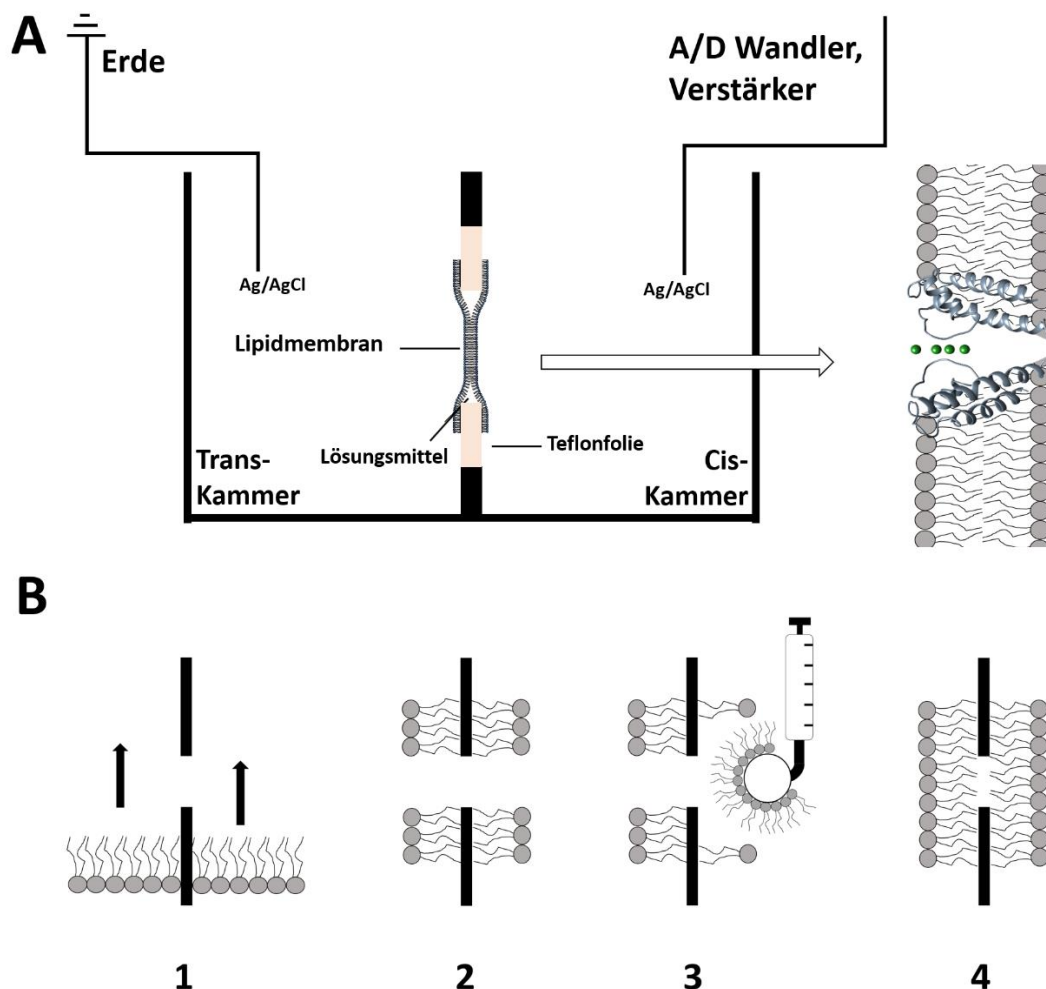 A
Erde
A/D Wandler,
Verstärker
Ag/AgCl
Ag/AgCl
Lipidmembran
Lösungsmittel
Teflonfolie
Trans-
Kammer
Cis-
Kammer
B
1
2
3
4